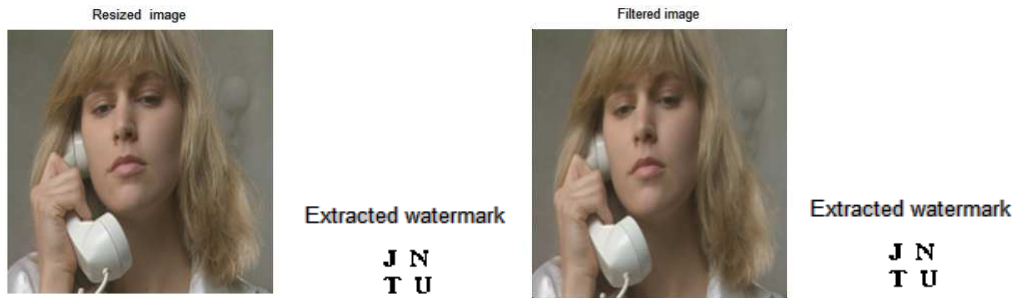 Resized image
Extracted watermark
J N
T U
Filtered image
Extracted watermark
J N
T U